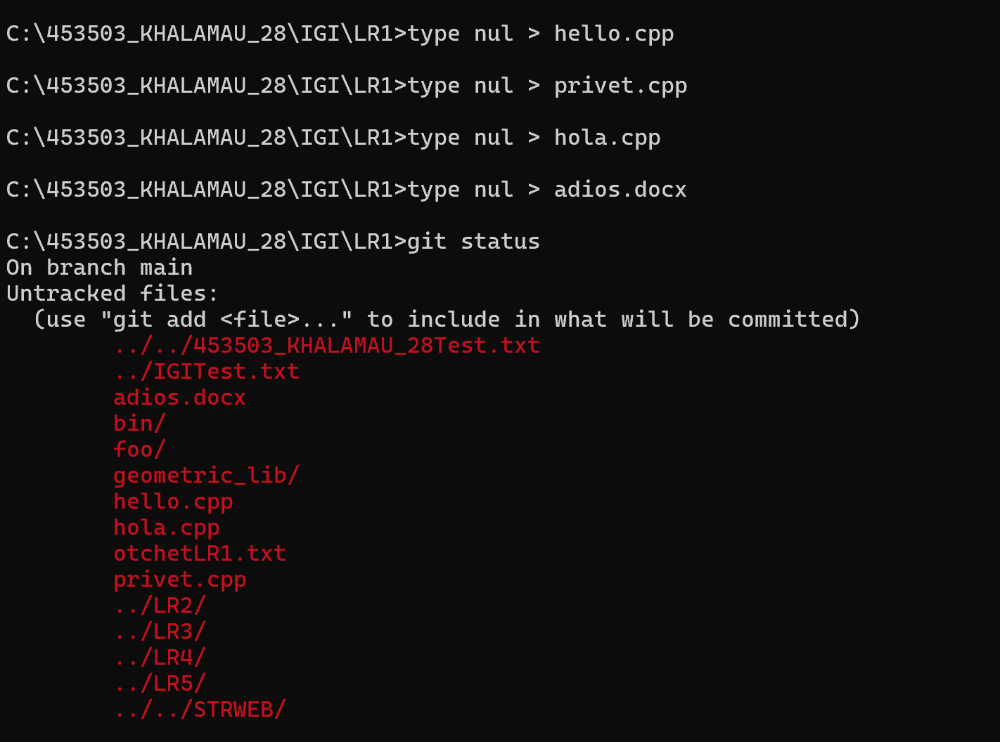 C:\453503_KHALAMAU_28\IGI\LR1>type nul > hello.cpp
C:\453503_KHALAMAU_28\IGI\LR1>type nul > privet.cpp
C:\453503_KHALAMAU_28\IGI\LR1>type nul > hola.cpp
C:\453503_KHALAMAU_28\IGI\LR1>type nul > adios.docx
C:\453503_KHALAMAU_28\IGI\LR1>git status
On branch main
Untracked files:
  (use "git add <file>..." to include in what will be committed)
        ../../453503_KHALAMAU_28Test.txt
        ../IGITest.txt
        adios.docx
        bin/
        foo/
        geometric_lib/
        hello.cpp
        hola.cpp
        otchetLR1.txt
        privet.cpp
        ../LR2/
        ../LR3/
        ../LR4/
        ../LR5/
        ../../STRWEB/